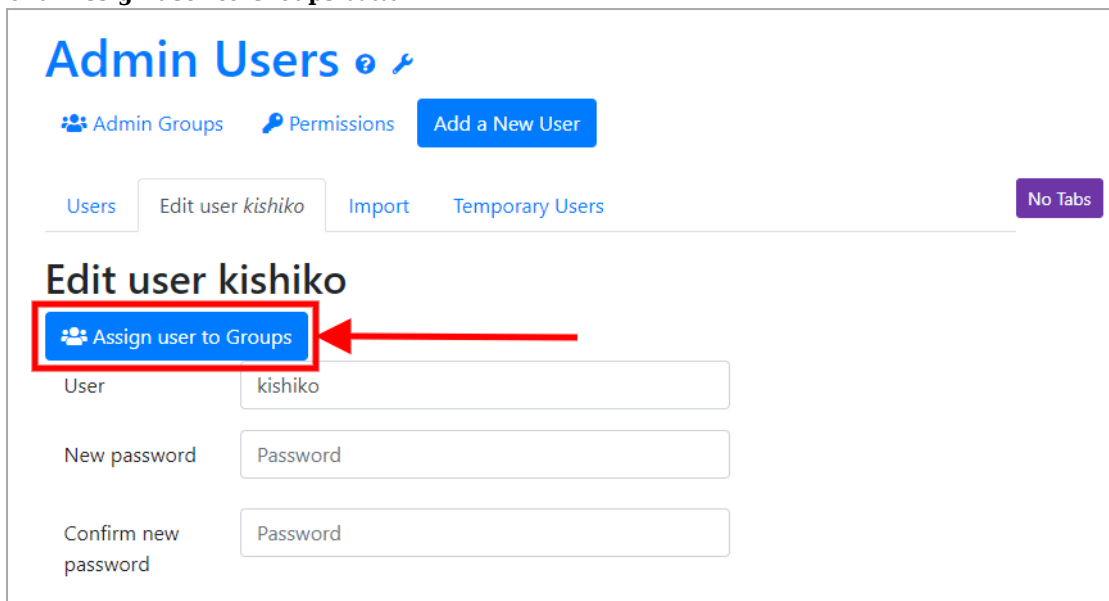 Admin Users
Admin Groups Permissions Add a New User
Users Edit user kishiko Import Temporary Users No Tabs
Edit user kishiko
Assign user to Groups
User kishiko
New password Password
Confirm new password Password